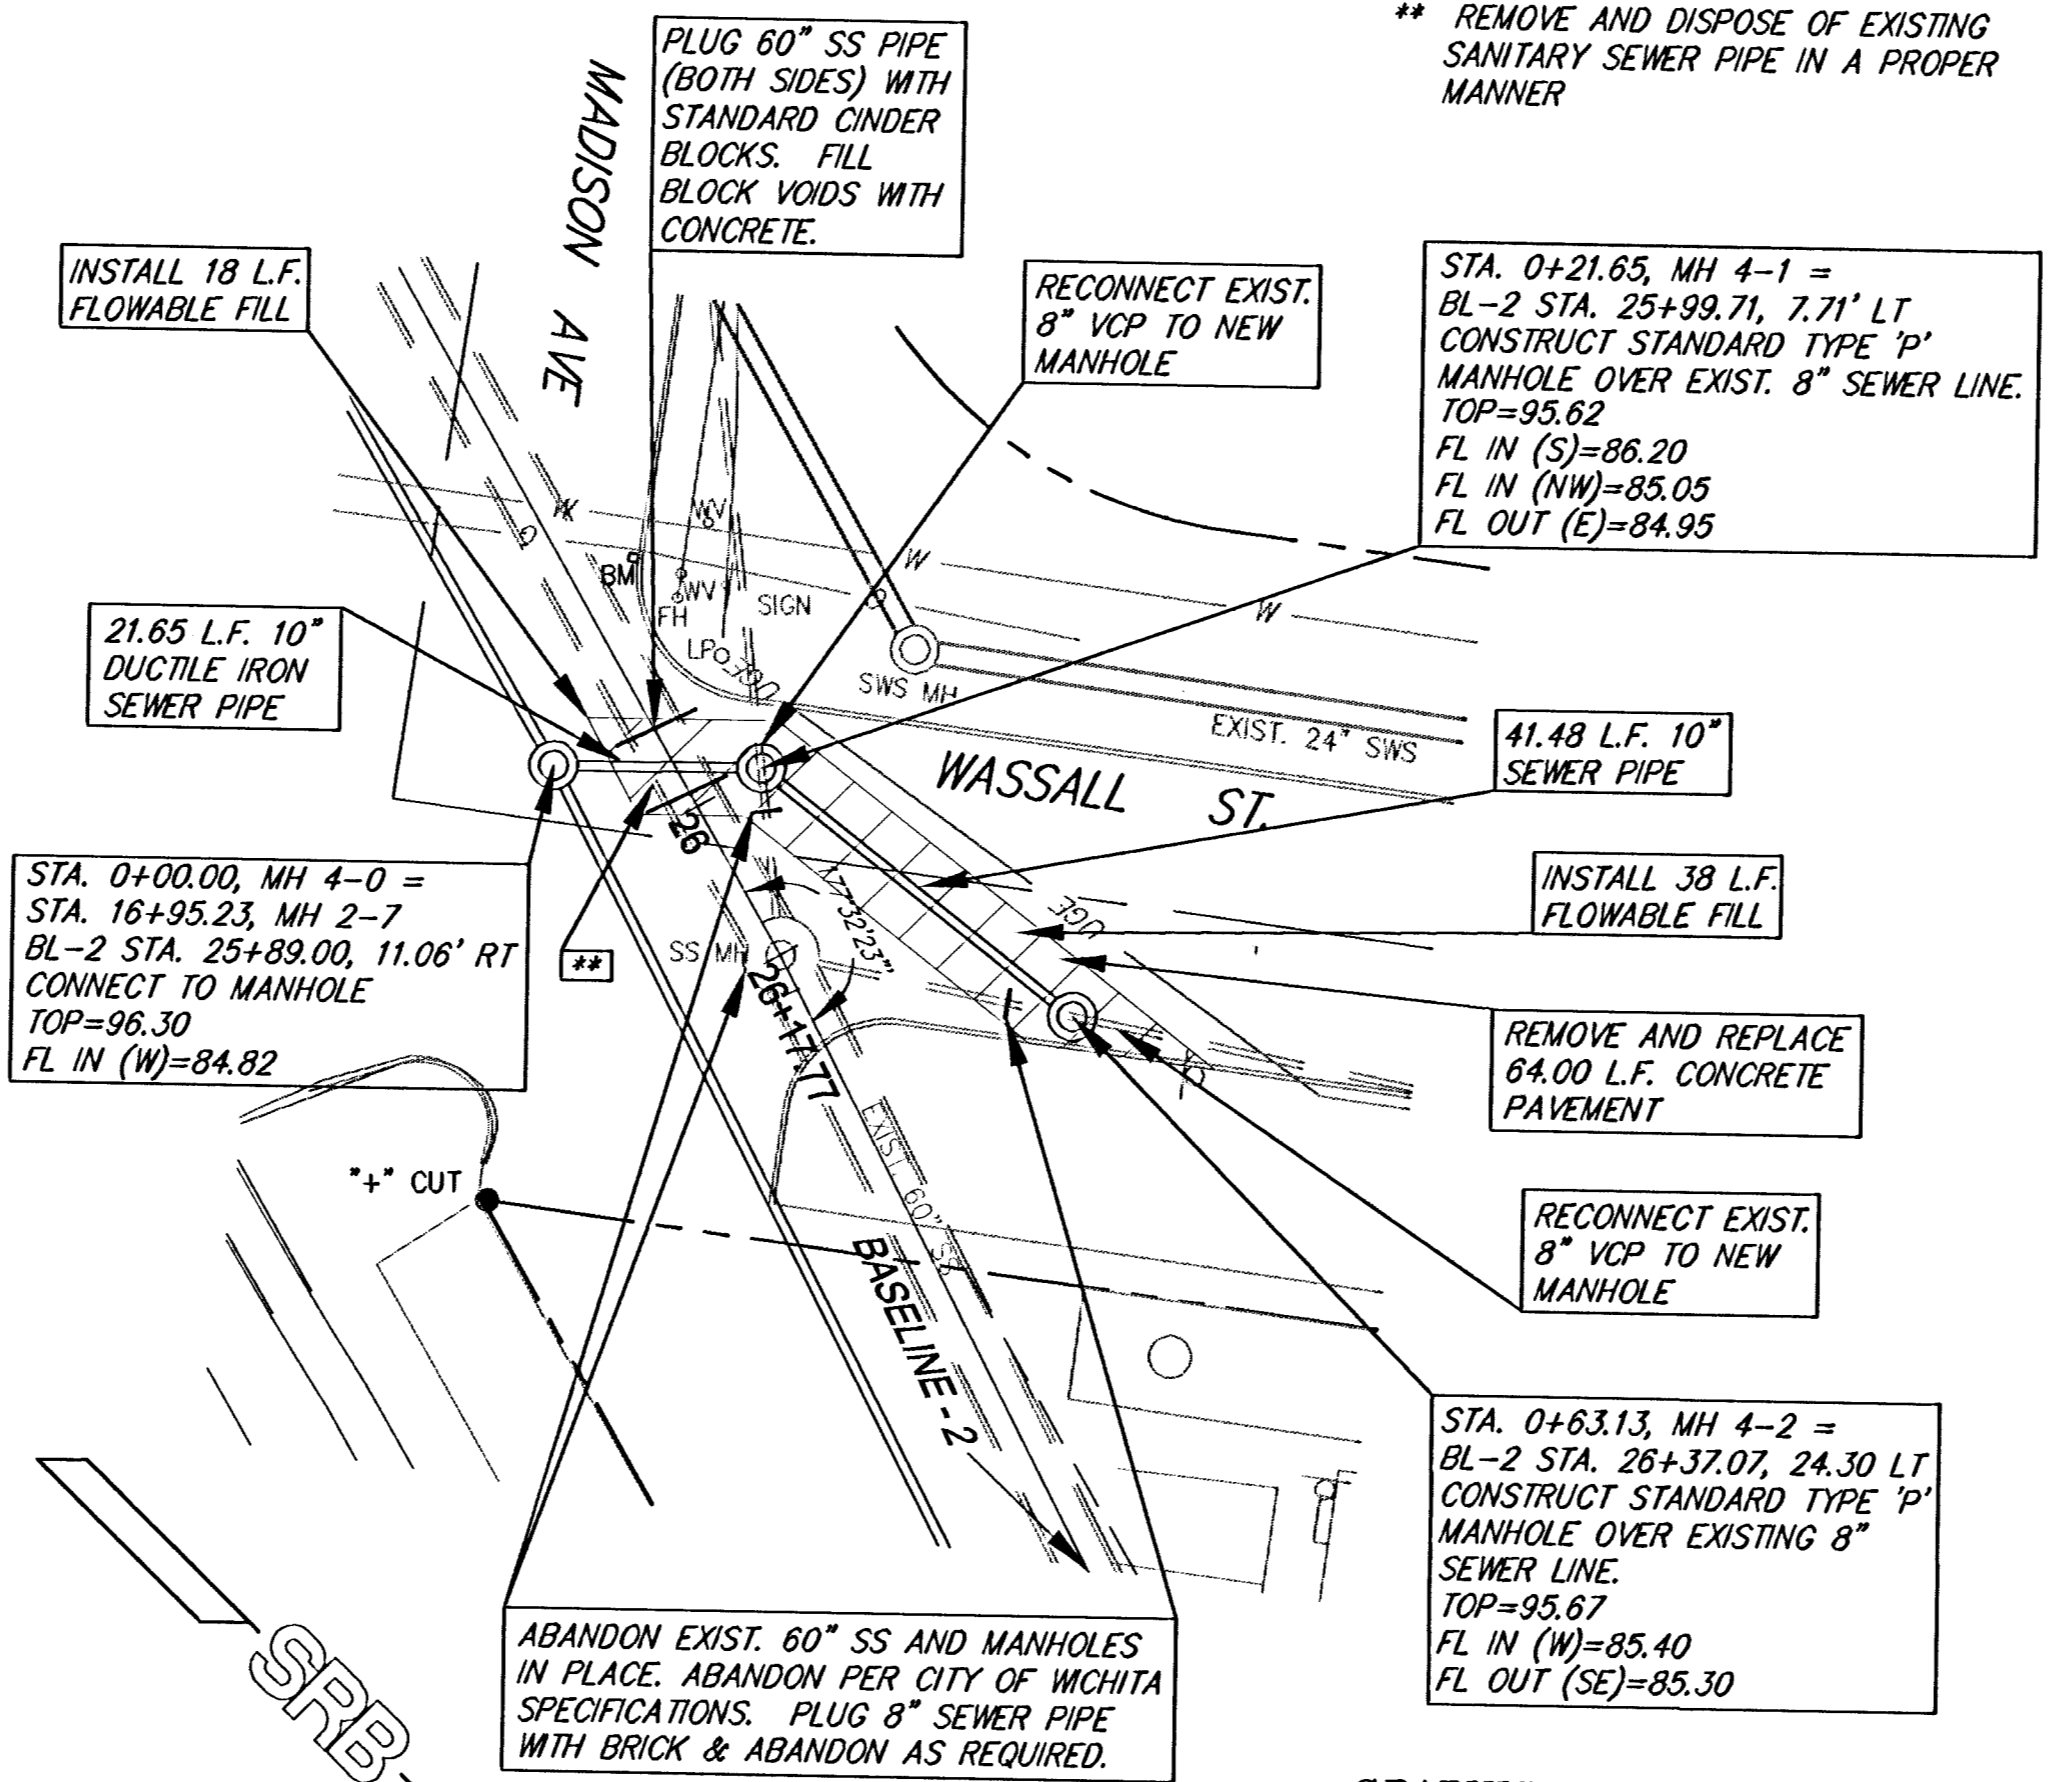 ** REMOVE AND DISPOSE OF EXISTING
SANITARY SEWER PIPE IN A PROPER
MANNER
PLUG 60" SS PIPE
(BOTH SIDES) WITH
STANDARD CINDER
BLOCKS. FILL
BLOCK VOIDS WITH
CONCRETE.
MADISON AVE
INSTALL 18 L.F.
FLOWABLE FILL
RECONNECT EXIST.
8" VCP TO NEW
MANHOLE
STA. 0+21.65, MH 4-1 =
BL-2 STA. 25+99.71, 7.71' LT
CONSTRUCT STANDARD TYPE 'P'
MANHOLE OVER EXIST. 8" SEWER LINE.
TOP=95.62
FL IN (S)=86.20
FL IN (NW)=85.05
FL OUT (E)=84.95
W
G
WV
W
BM
WV
FH
SIGN
G
W
LP
UGE
SWS MH
EXIST. 24" SWS
21.65 L.F. 10"
DUCTILE IRON
SEWER PIPE
WASSALL ST.
41.48 L.F. 10"
SEWER PIPE
26
STA. 0+00.00, MH 4-0 =
STA. 16+95.23, MH 2-7
BL-2 STA. 25+89.00, 11.06' RT
CONNECT TO MANHOLE
TOP=96.30
FL IN (W)=84.82
**
SS MH
26+17.77
UGE
INSTALL 38 L.F.
FLOWABLE FILL
REMOVE AND REPLACE
64.00 L.F. CONCRETE
PAVEMENT
"+" CUT
EXIST. 60" SS
BASELINE-2
RECONNECT EXIST.
8" VCP TO NEW
MANHOLE
STA. 0+63.13, MH 4-2 =
BL-2 STA. 26+37.07, 24.30 LT
CONSTRUCT STANDARD TYPE 'P'
MANHOLE OVER EXISTING 8"
SEWER LINE.
TOP=95.67
FL IN (W)=85.40
FL OUT (SE)=85.30
ABANDON EXIST. 60" SS AND MANHOLES
IN PLACE. ABANDON PER CITY OF WICHITA
SPECIFICATIONS. PLUG 8" SEWER PIPE
WITH BRICK & ABANDON AS REQUIRED.
SRB